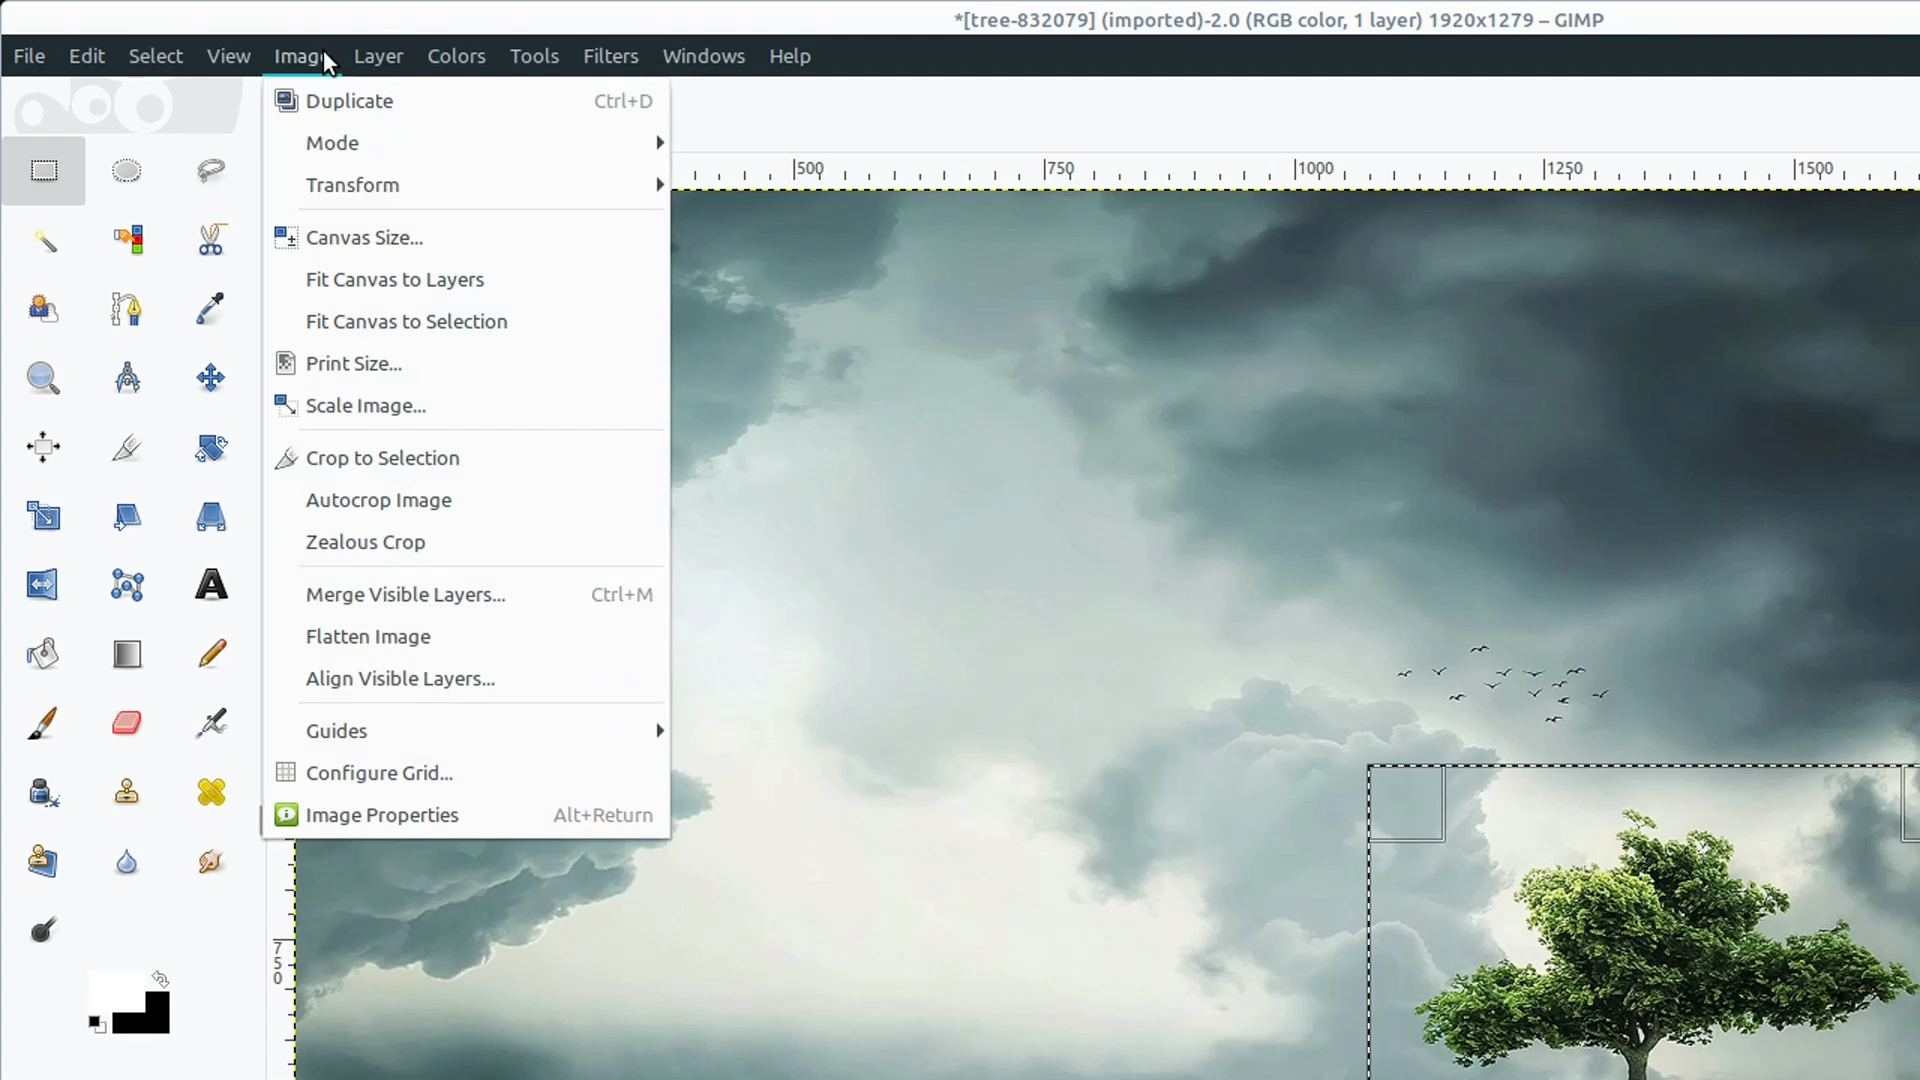 *[tree-832079] (imported)-2.0 (RGB color, 1 layer) 1920x1279 – GIMP
File Edit Select View Image Layer Colors Tools Filters Windows Help
Duplicate Ctrl+D
Mode
Transform
Canvas Size...
Fit Canvas to Layers
Fit Canvas to Selection
Print Size...
Scale Image...
Crop to Selection
Autocrop Image
Zealous Crop
Merge Visible Layers... Ctrl+M
Flatten Image
Align Visible Layers...
Guides
Configure Grid...
Image Properties Alt+Return
500 750 1000 1250 1500
750